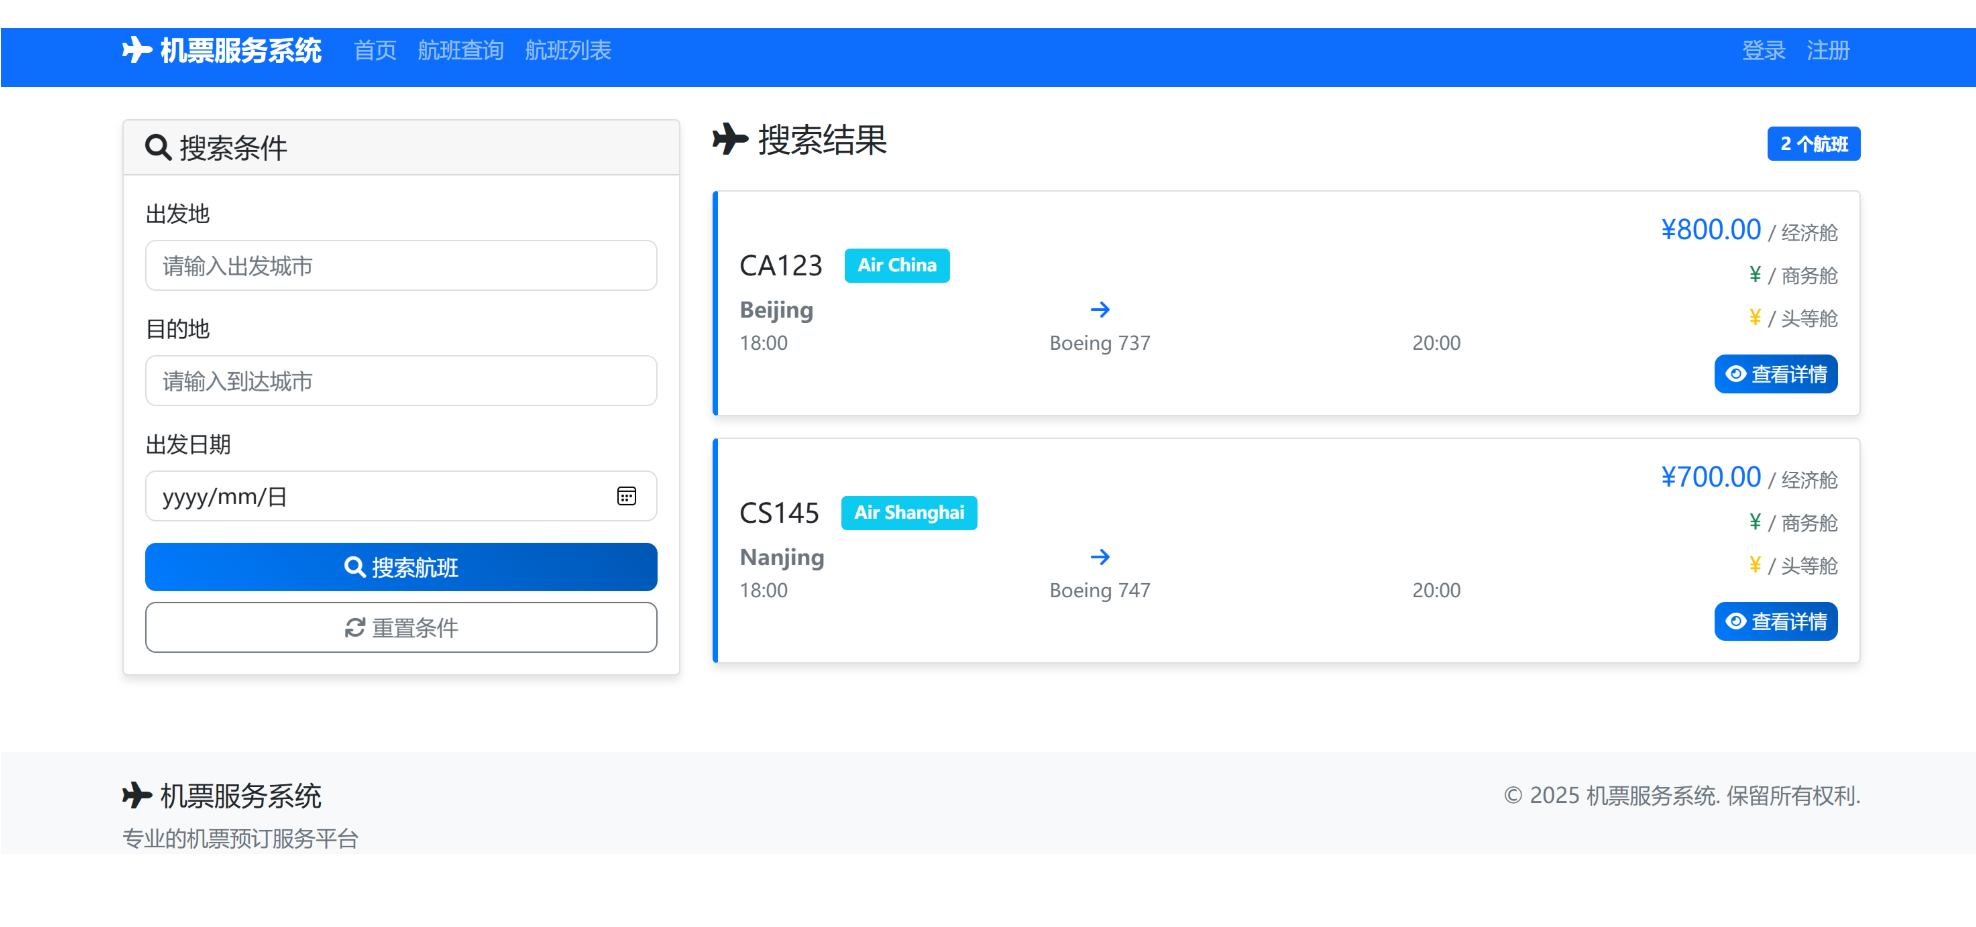 机票服务系统 首页 航班查询 航班列表 登录 注册
搜索条件
出发地
请输入出发城市
目的地
请输入到达城市
出发日期
yyyy/mm/日
搜索航班
重置条件
搜索结果 2 个航班
¥800.00 / 经济舱
CA123 Air China
¥ / 商务舱
Beijing
¥ / 头等舱
18:00 Boeing 737 20:00
查看详情
¥700.00 / 经济舱
CS145 Air Shanghai
¥ / 商务舱
Nanjing
¥ / 头等舱
18:00 Boeing 747 20:00
查看详情
机票服务系统 © 2025 机票服务系统. 保留所有权利.
专业的机票预订服务平台